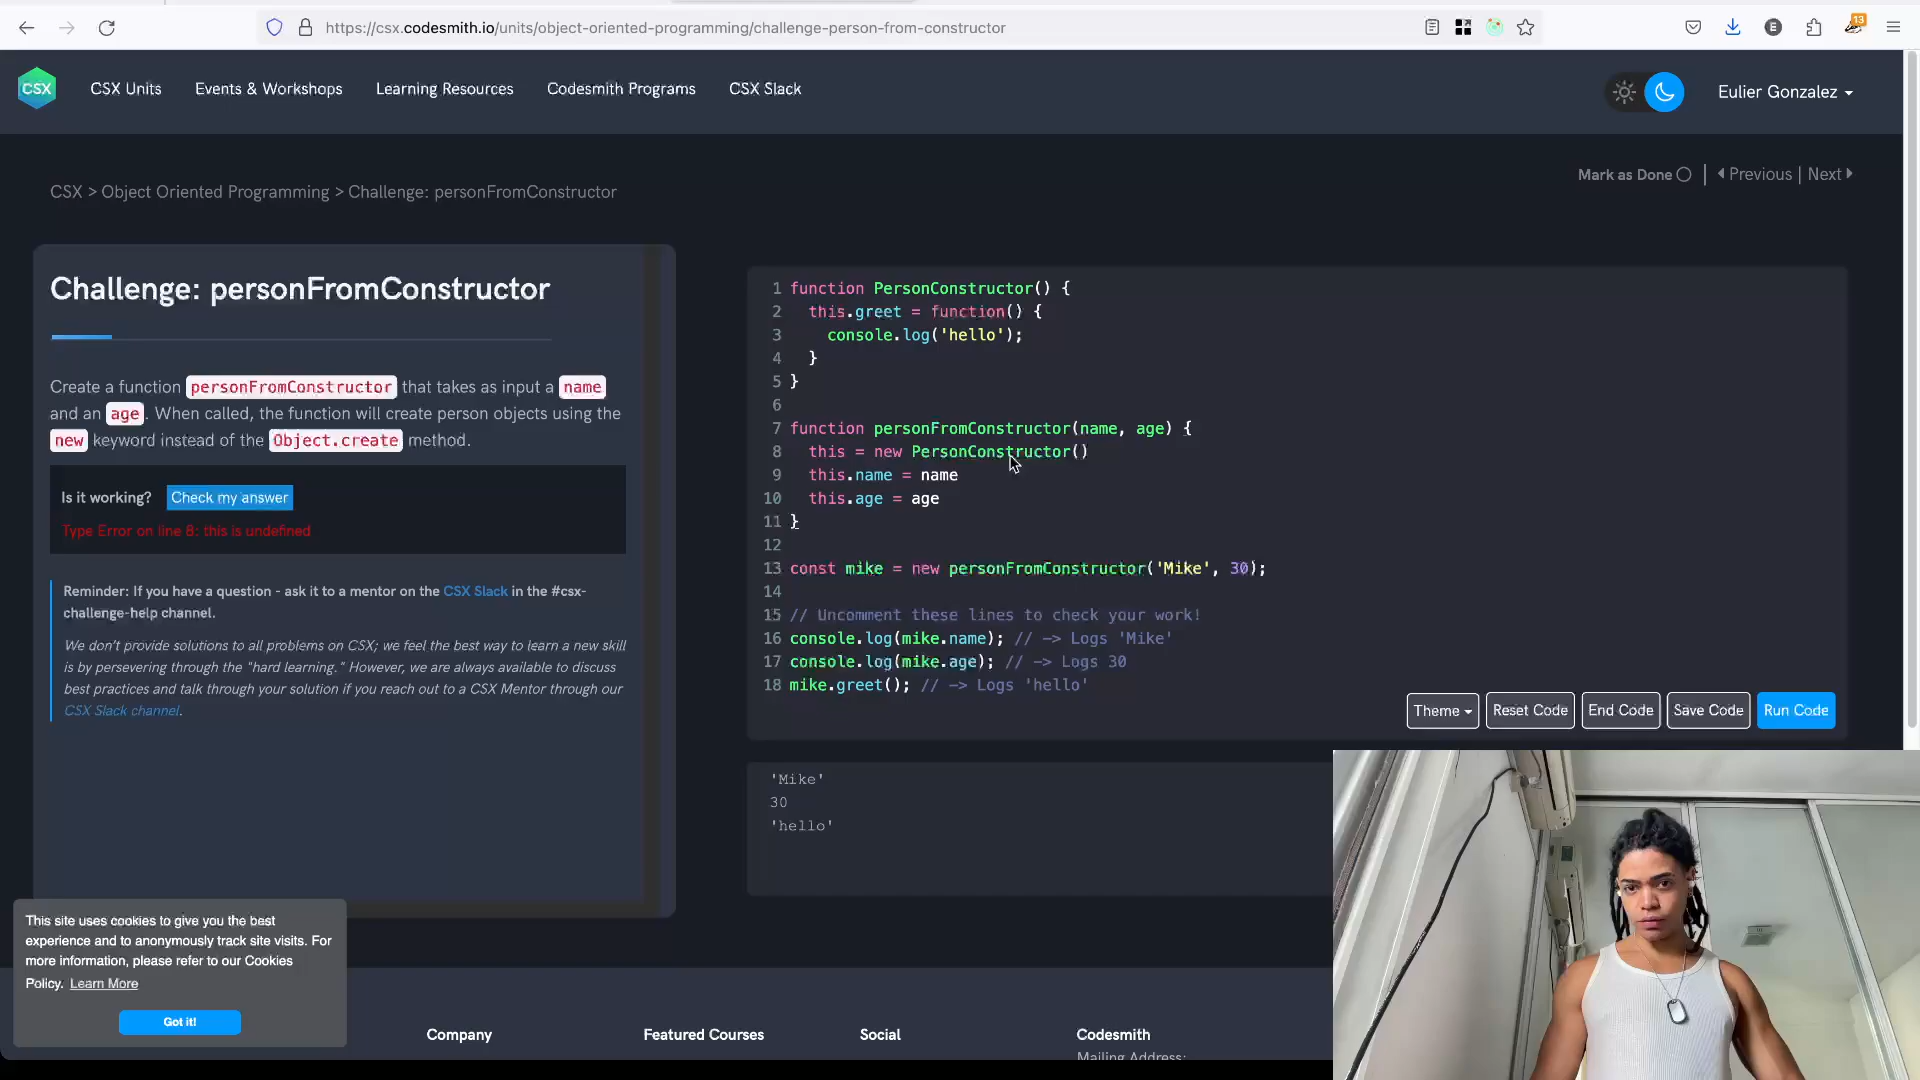 https://csx.codesmith.io/units/object-oriented-programming/challenge-person-from-constructor
13
E
CSX
CSX Units
Events & Workshops
Learning Resources
Codesmith Programs
CSX Slack
Eulier Gonzalez
CSX > Object Oriented Programming > Challenge: personFromConstructor
Mark as Done
Previous | Next
Challenge: personFromConstructor
Create a function personFromConstructor that takes as input a name
and an age. When called, the function will create person objects using the
new keyword instead of the Object.create method.
Is it working? Check my answer
Type Error on line 8: this is undefined
Reminder: If you have a question - ask it to a mentor on the CSX Slack in the #csx-
challenge-help channel.
We don't provide solutions to all problems on CSX; we feel the best way to learn a new skill
is by persevering through the "hard learning." However, we are always available to discuss
best practices and talk through your solution if you reach out to a CSX Mentor through our
CSX Slack channel.
1 function PersonConstructor() {
2 this.greet = function() {
3 console.log('hello');
4 }
5 }
6
7 function personFromConstructor(name, age) {
8 this = new PersonConstructor()
9 this.name = name
10 this.age = age
11 }
12
13 const mike = new personFromConstructor('Mike', 30);
14
15 // Uncomment these lines to check your work!
16 console.log(mike.name); // -> Logs 'Mike'
17 console.log(mike.age); // -> Logs 30
18 mike.greet(); // -> Logs 'hello'
Theme
Reset Code
End Code
Save Code
Run Code
'Mike'
30
'hello'
This site uses cookies to give you the best
experience and to anonymously track site visits. For
more information, please refer to our Cookies
Policy. Learn More
Got it!
Company
Featured Courses
Social
Codesmith
Mailing Address: